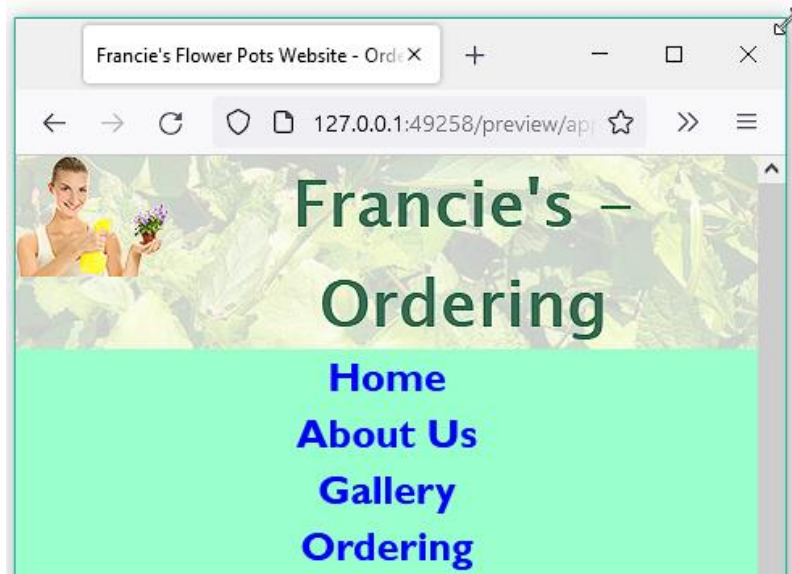 Francie's Flower Pots Website - Orde
127.0.0.1:49258/preview/ap
Francie's –
Ordering
Home
About Us
Gallery
Ordering